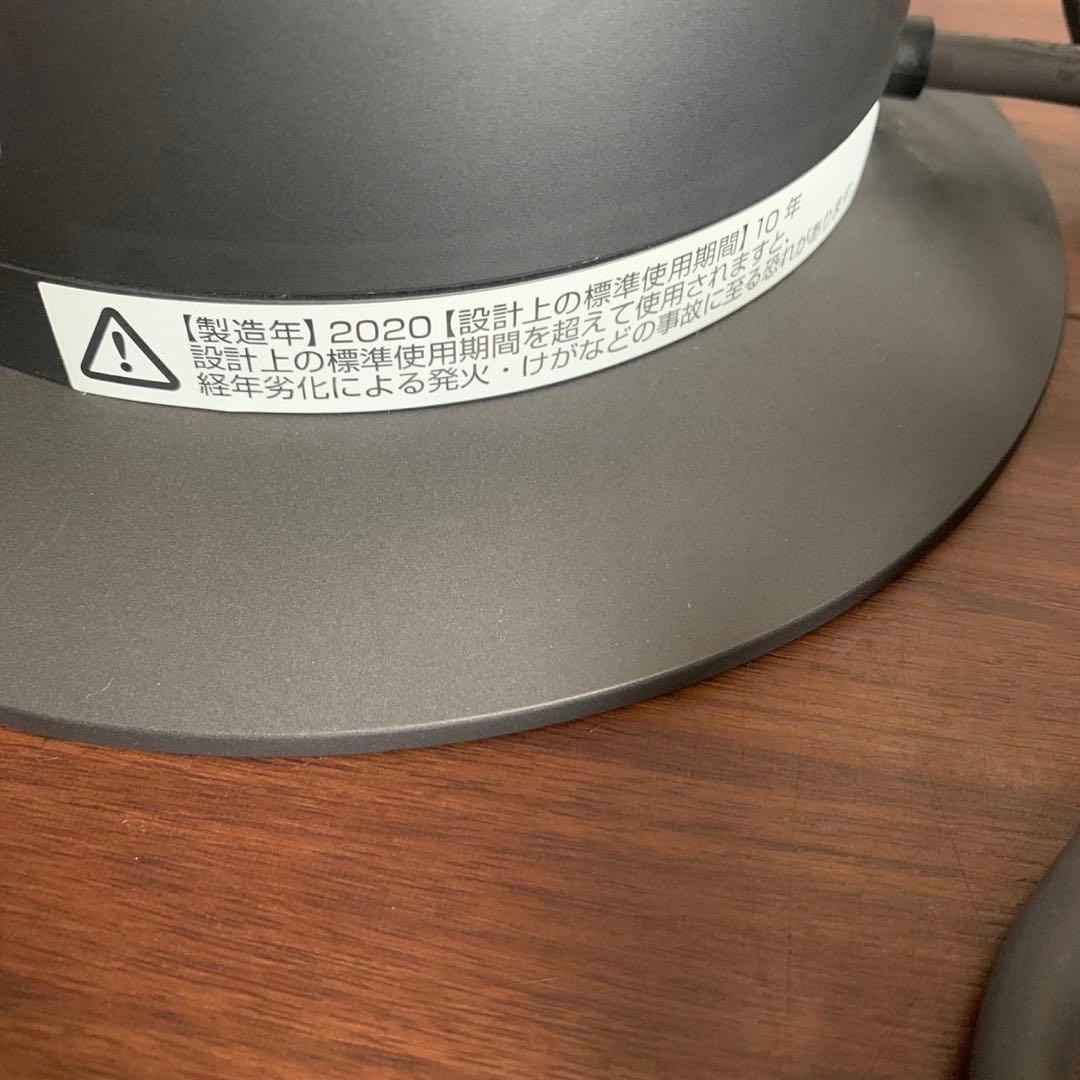 【製造年】2020【設計上の標準使用期間】10年
設計上の標準使用期間を超えて使用されますと、
経年劣化による発火・けがなどの事故に至る恐れがあります